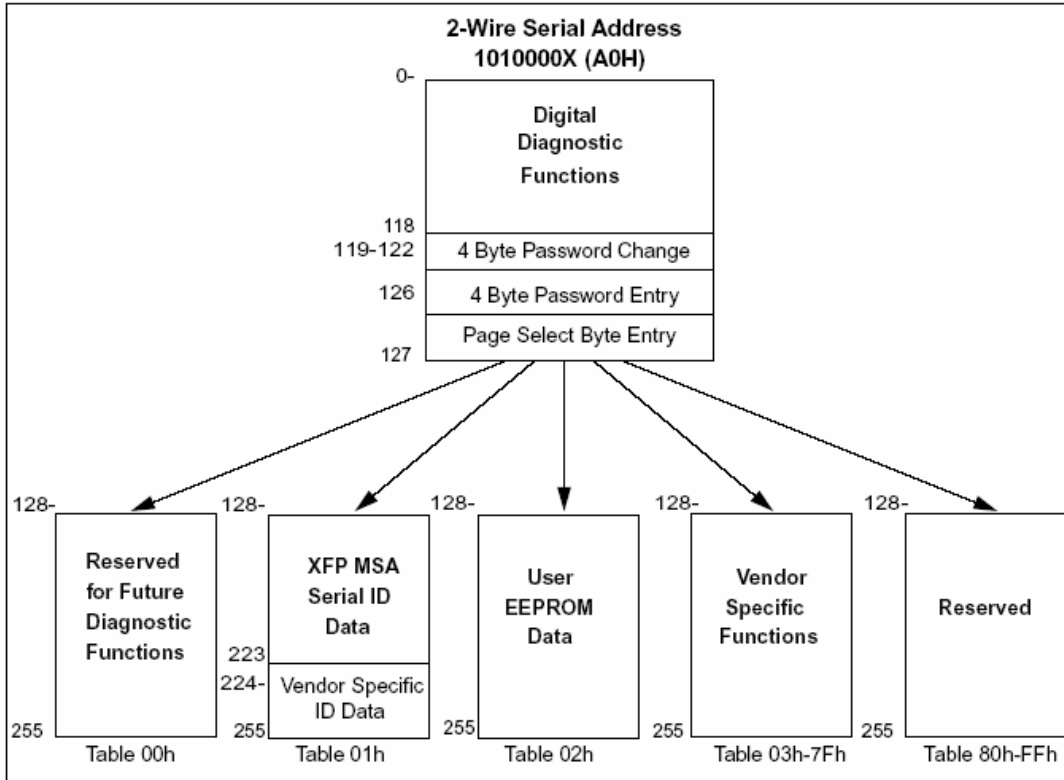 2-Wire Serial Address
1010000X (A0H)
0-
Digital
Diagnostic
Functions
118
119-122
4 Byte Password Change
126
4 Byte Password Entry
Page Select Byte Entry
127
128-
Reserved
for Future
Diagnostic
Functions
255
Table 00h
128-
XFP MSA
Serial ID
Data
223
224-
Vendor Specific
ID Data
255
Table 01h
128-
User
EEPROM
Data
255
Table 02h
128-
Vendor
Specific
Functions
255
Table 03h-7Fh
128-
Reserved
255
Table 80h-FFh